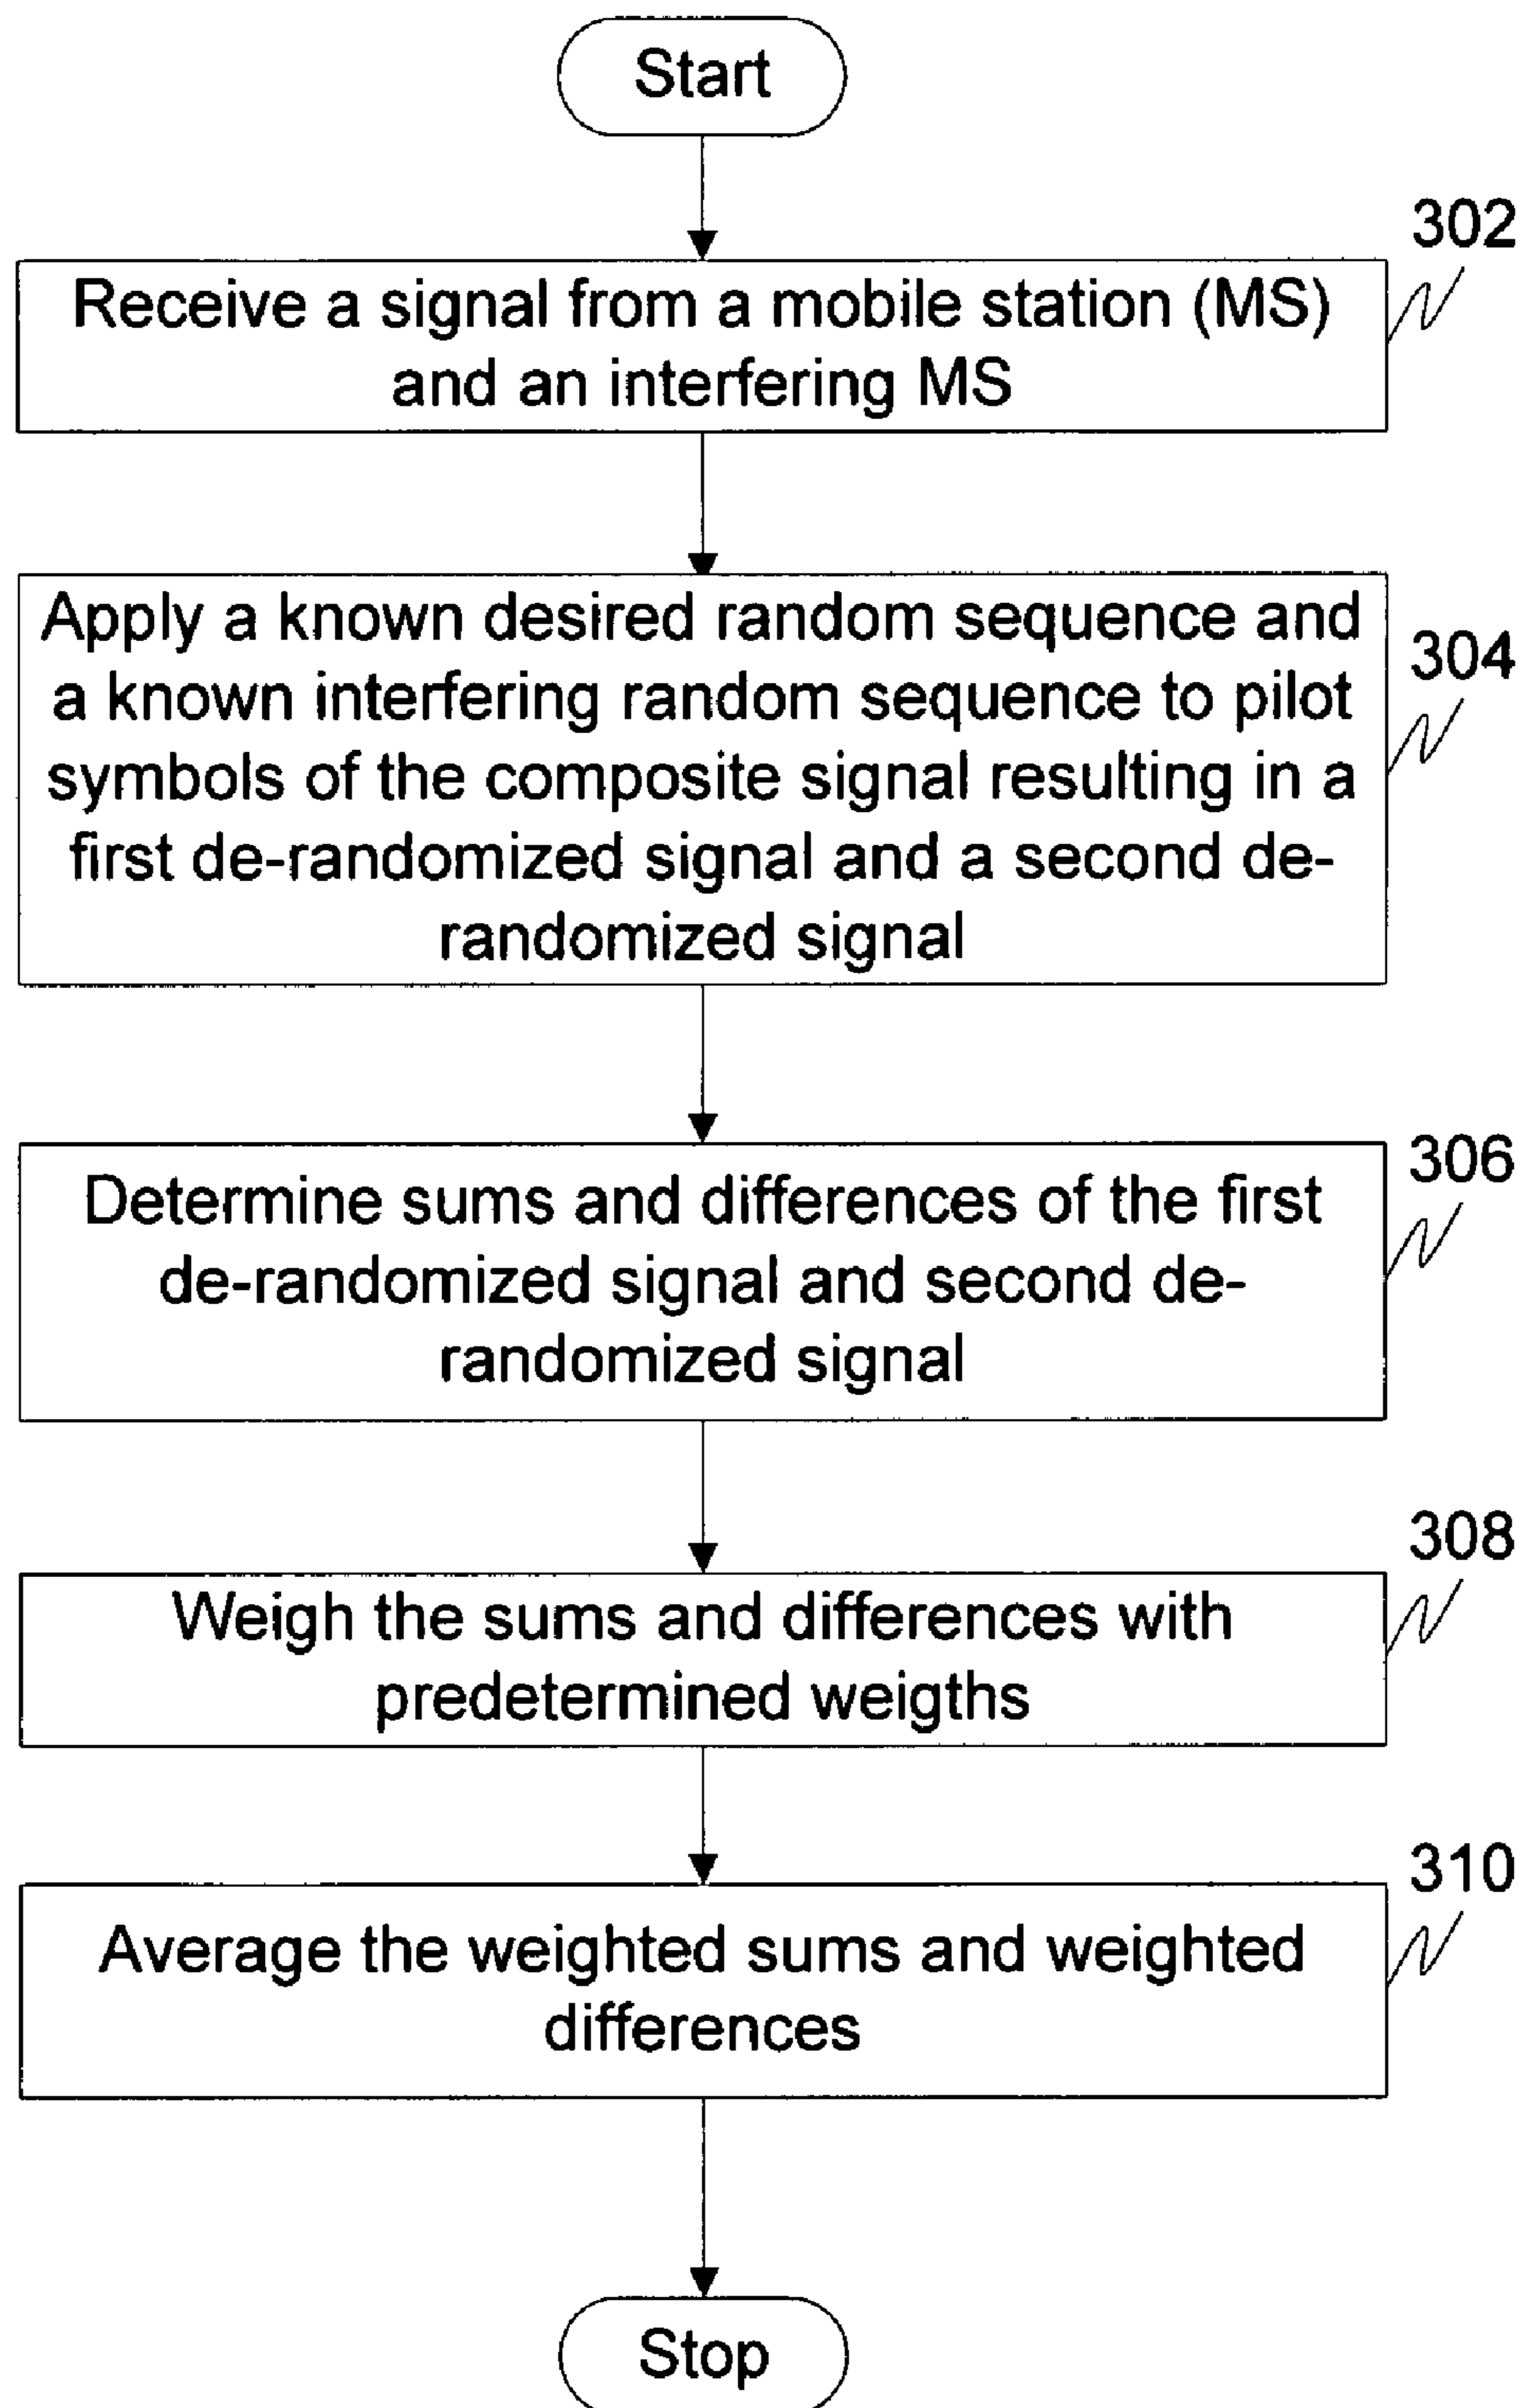 Start
302
Receive a signal from a mobile station (MS)
and an interfering MS
304
Apply a known desired random sequence and
a known interfering random sequence to pilot
symbols of the composite signal resulting in a
first de-randomized signal and a second de-
randomized signal
306
Determine sums and differences of the first
de-randomized signal and second de-
randomized signal
308
Weigh the sums and differences with
predetermined weigths
310
Average the weighted sums and weighted
differences
Stop